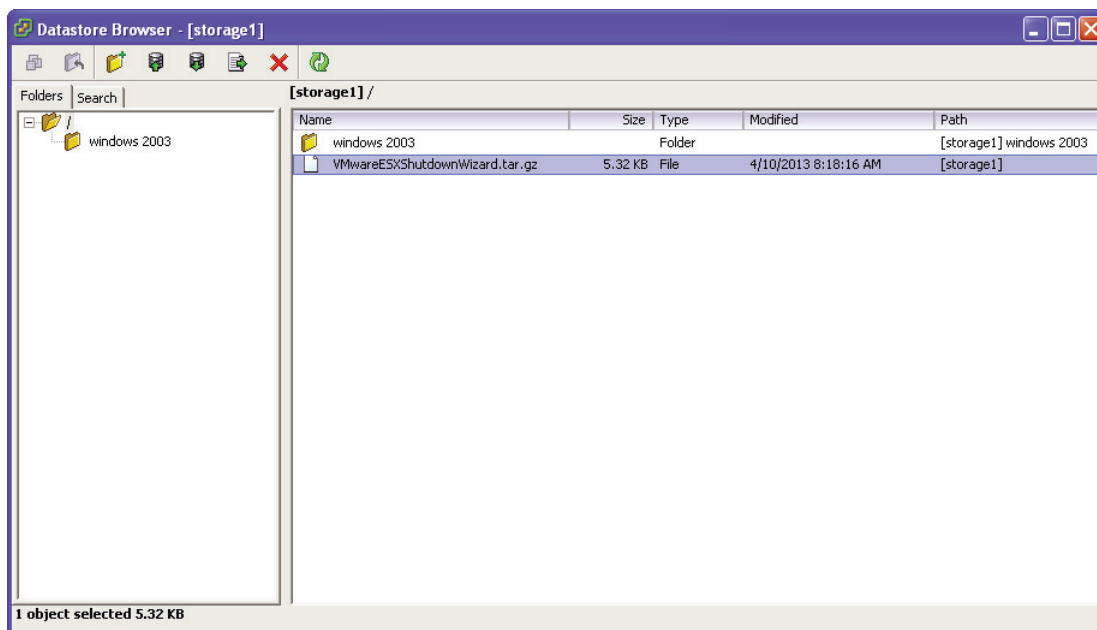 Datastore Browser - [storage1]
Folders Search
[storage1] /
/
windows 2003
Name Size Type Modified Path
windows 2003 Folder [storage1] windows 2003
VMwareESXShutdownWizard.tar.gz 5.32 KB File 4/10/2013 8:18:16 AM [storage1]
1 object selected 5.32 KB